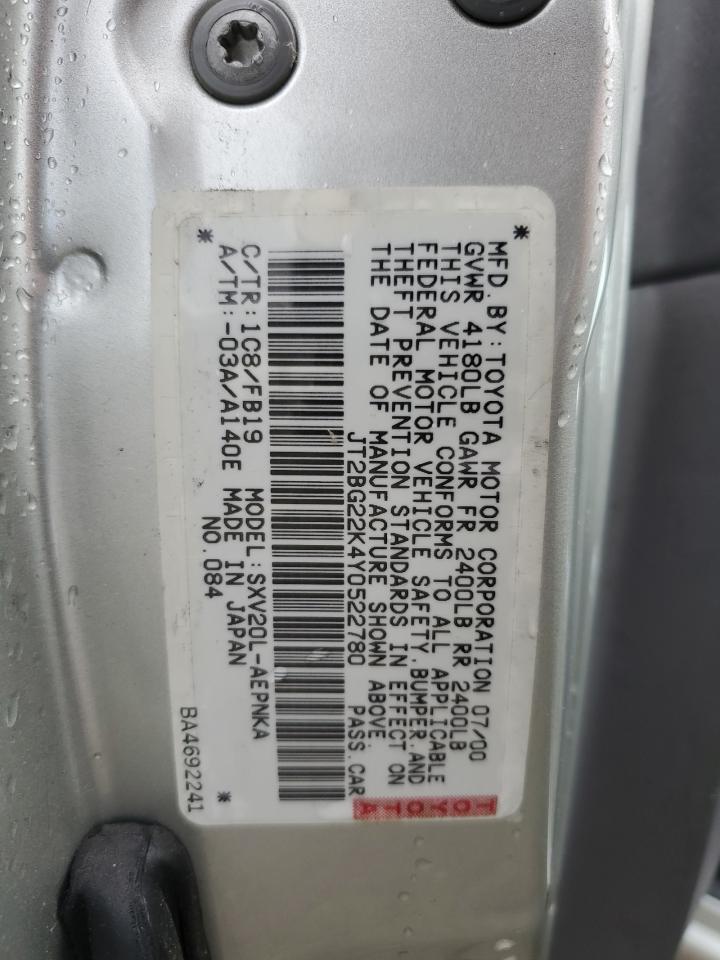 MFD.BY:TOYOTA MOTOR CORPORATION 07/00
GVWR 4180LB GAWR FR 2400LB RR 2400LB
THIS VEHICLE CONFORMS TO ALL APPLICABLE
FEDERAL MOTOR VEHICLE SAFETY,BUMPER,AND
THEFT PREVENTION STANDARDS IN EFFECT ON
THE DATE OF MANUFACTURE SHOWN ABOVE.
JT2BG22K4Y0522780 PASS.CAR
TOYOTA
C/TR:1C8/FB19 MODEL:SXV20L-AEPNKA
A/TM:-03A/A140E MADE IN JAPAN
NO.084
BA4692241